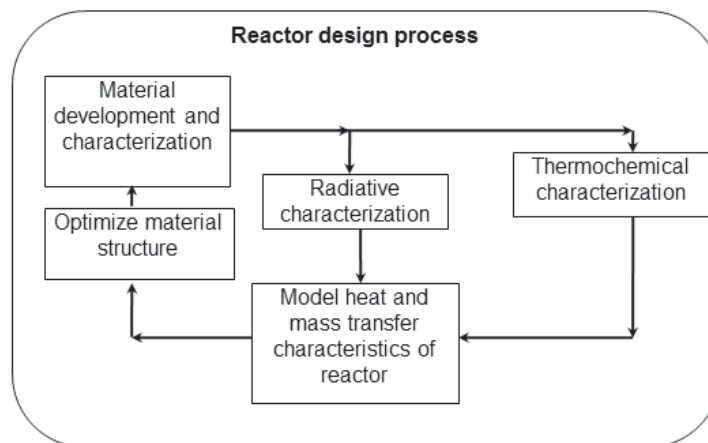 Reactor design process
Material
development and
characterization
Radiative
characterization
Thermochemical
characterization
Optimize material
structure
Model heat and
mass transfer
characteristics of
reactor